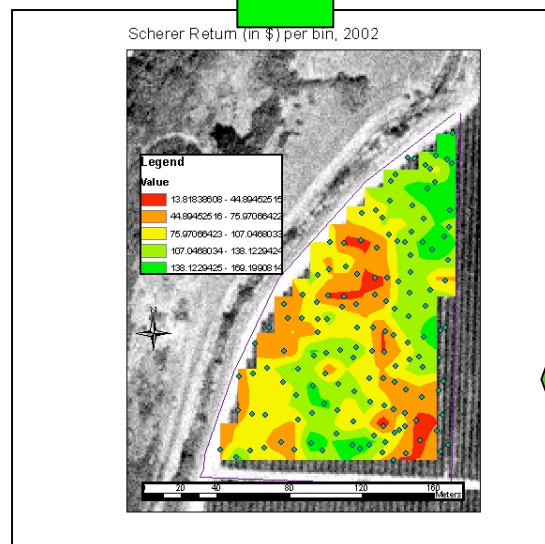 Scherer Return (in $) per bin, 2002
Legend
Value
13.81838608 - 44.89452515
44.89452516 - 75.97066422
75.97066423 - 107.0468033
107.0468034 - 138.1229424
138.1229425 - 169.1990814
20 40 80 120 160
Meters